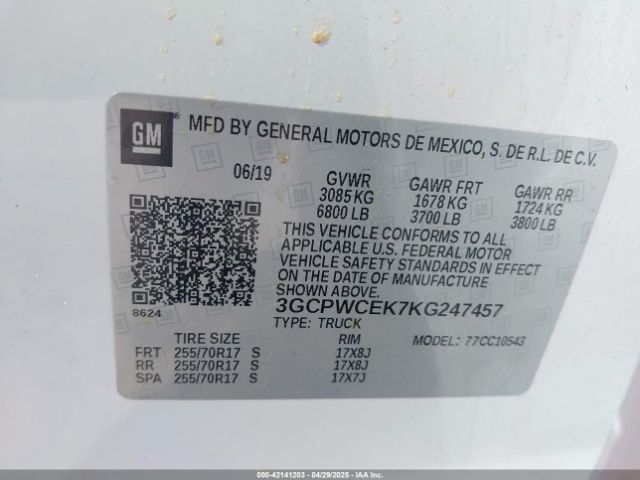 GM ® MFD BY GENERAL MOTORS DE MEXICO, S. DE R.L. DE C.V.
06/19 GVWR GAWR FRT GAWR RR
3085 KG 1678 KG 1724 KG
6800 LB 3700 LB 3800 LB
THIS VEHICLE CONFORMS TO ALL
APPLICABLE U.S. FEDERAL MOTOR
VEHICLE SAFETY STANDARDS IN EFFECT
ON THE DATE OF MANUFACTURE
SHOWN ABOVE.
8624 3GCPWCEK7KG247457
TYPE: TRUCK
TIRE SIZE RIM MODEL: 77CC10543
FRT 255/70R17 S 17X8J
RR 255/70R17 S 17X8J
SPA 255/70R17 S 17X7J
000-42141203 - 04/29/2025 - IAAI.COM